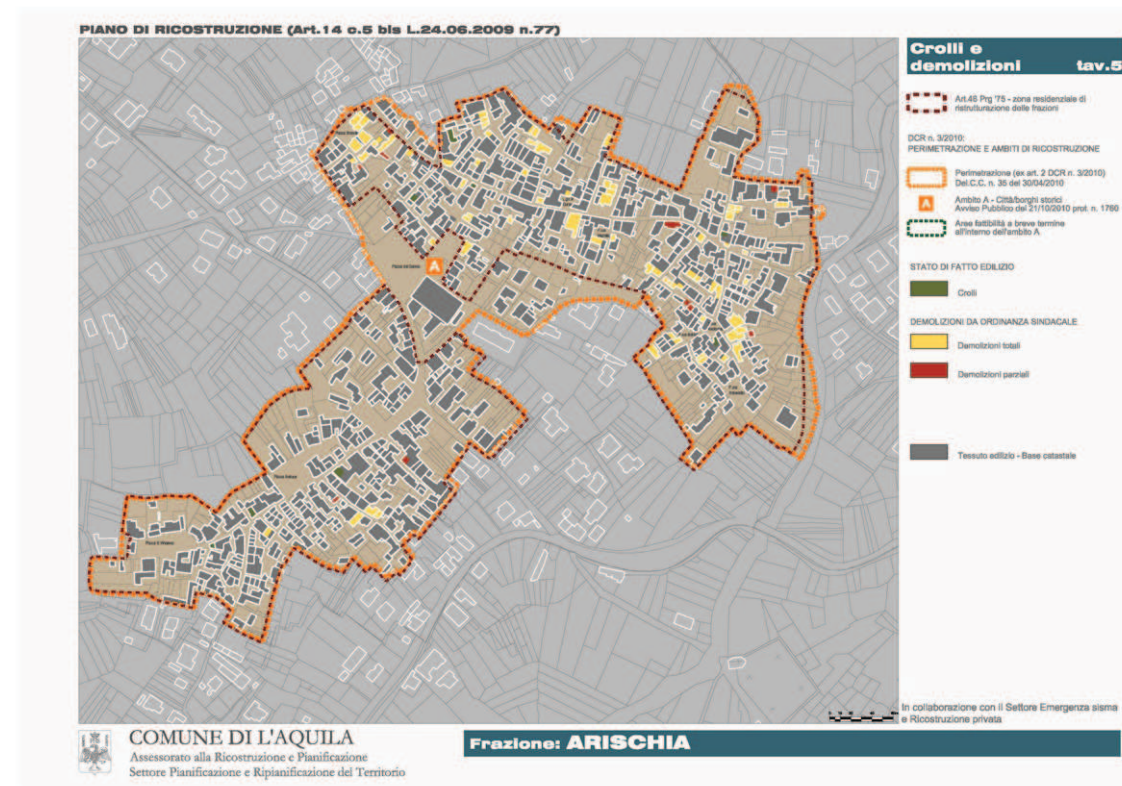 PIANO DI RICOSTRUZIONE (Art.14 c.5 bis L.24.06.2009 n.77)
Crolli e
demolizioni tav.5
Art.46 Prg '75 - zona residenziale di
ristrutturazione delle frazioni
DCR n. 3/2010:
PERIMETRAZIONE E AMBITI DI RICOSTRUZIONE
Perimetrazione (ex art. 2 DCR n. 3/2010)
Del.C.C. n. 35 del 30/04/2010
A
Ambito A - Città/borghi storici
Avviso Pubblico del 21/10/2010 prot. n. 1760
Aree fattibilità a breve termine
all'interno dell'ambito A
STATO DI FATTO EDILIZIO
Crolli
DEMOLIZIONI DA ORDINANZA SINDACALE
Demolizioni totali
Demolizioni parziali
Tessuto edilizio - Base catastale
A
In collaborazione con il Settore Emergenza sisma
e Ricostruzione privata
COMUNE DI L'AQUILA
Assessorato alla Ricostruzione e Pianificazione
Settore Pianificazione e Ripianificazione del Territorio
Frazione: ARISCHIA